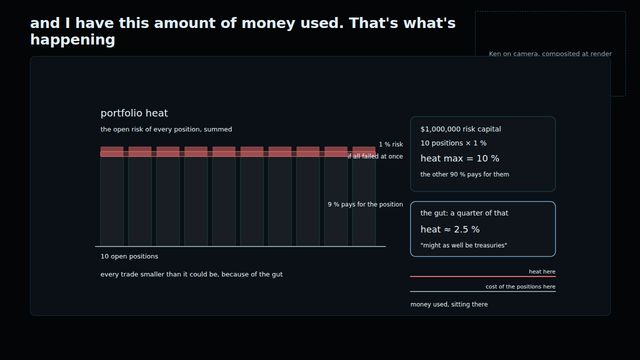 and I have this amount of money used. That's what's
happening
Ken on camera, composited at render
portfolio heat
the open risk of every position, summed
1 % risk
if all failed at once
9 % pays for the position
10 open positions
every trade smaller than it could be, because of the gut
$1,000,000 risk capital
10 positions × 1 %
heat max = 10 %
the other 90 % pays for them
the gut: a quarter of that
heat ≈ 2.5 %
"might as well be treasuries"
heat here
cost of the positions here
money used, sitting there